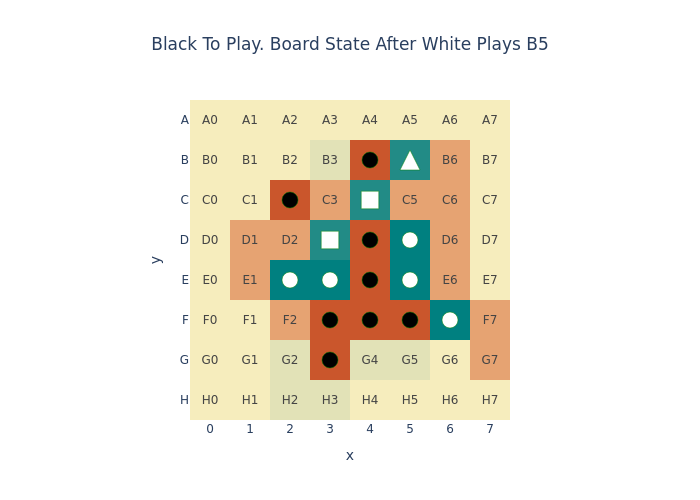 Black To Play. Board State After White Plays B5
A A0 A1 A2 A3 A4 A5 A6 A7
B B0 B1 B2 B3 B6 B7
C C0 C1 C3 C5 C6 C7
D D0 D1 D2 D6 D7
y
E E0 E1 E6 E7
F F0 F1 F2 F7
G G0 G1 G2 G4 G5 G6 G7
H H0 H1 H2 H3 H4 H5 H6 H7
0 1 2 3 4 5 6 7
x